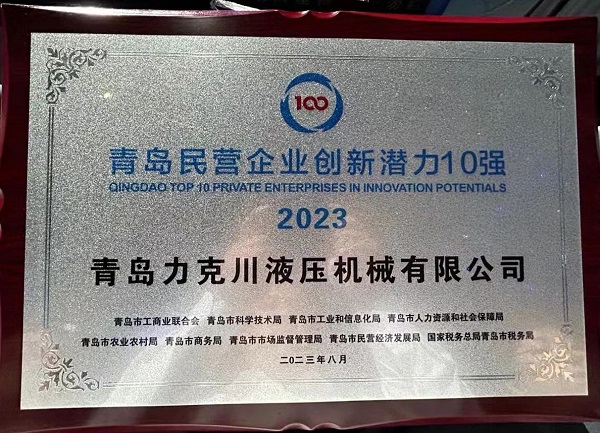 100
青岛民营企业创新潜力10强
QINGDAO TOP 10 PRIVATE ENTERPRISES IN INNOVATION POTENTIALS
2023
青岛力克川液压机械有限公司
青岛市工商业联合会 青岛市科学技术局 青岛市工业和信息化局 青岛市人力资源和社会保障局
青岛市农业农村局 青岛市商务局 青岛市市场监督管理局 青岛市民营经济发展局 国家税务总局青岛市税务局
二〇二三年八月